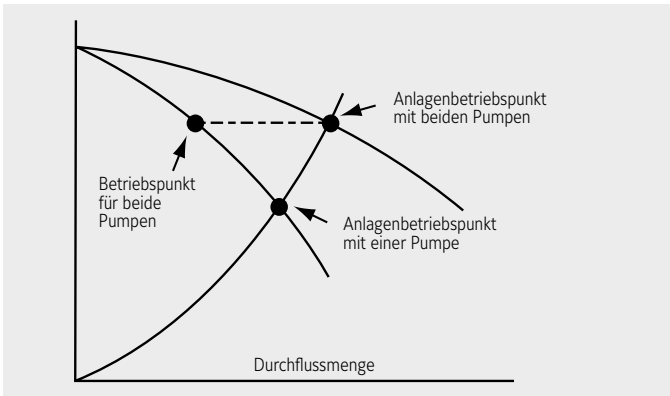 Anlagenbetriebspunkt
mit beiden Pumpen
Betriebspunkt
für beide
Pumpen
Anlagenbetriebspunkt
mit einer Pumpe
Durchflussmenge